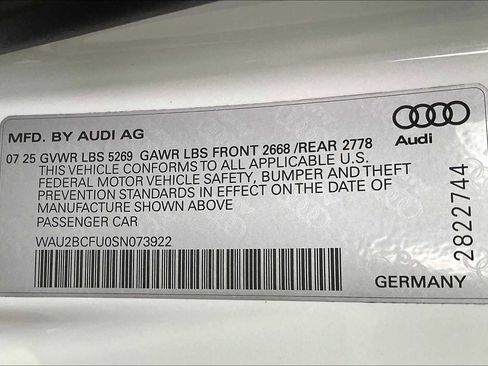 MFD. BY AUDI AG
Audi
07 25 GVWR LBS 5269 GAWR LBS FRONT 2668 /REAR 2778
THIS VEHICLE CONFORMS TO ALL APPLICABLE U.S.
FEDERAL MOTOR VEHICLE SAFETY, BUMPER AND THEFT
PREVENTION STANDARDS IN EFFECT ON THE DATE OF
MANUFACTURE SHOWN ABOVE
PASSENGER CAR
WAU2BCFU0SN073922
2822744
GERMANY